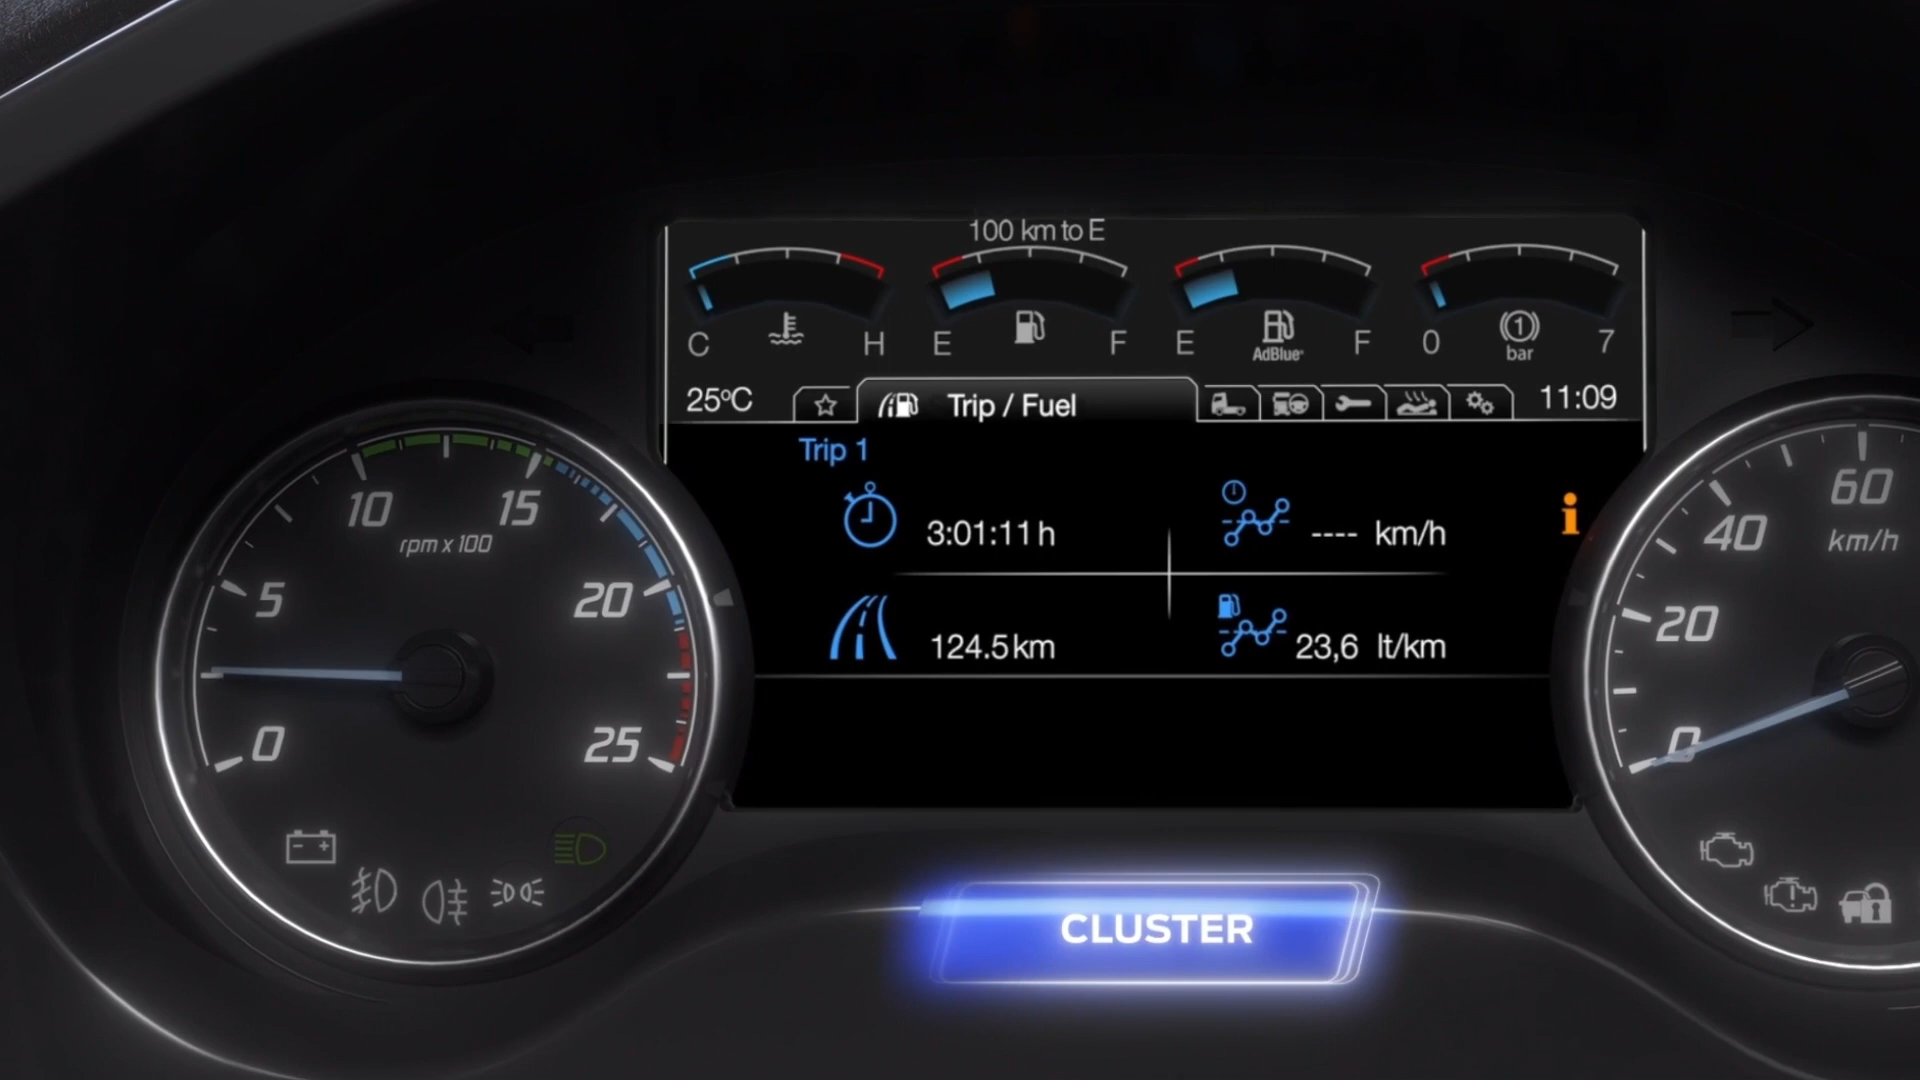 100 km to E
C
H
E
F
E
AdBlue
F
0
1
bar
7
25ºC
Trip / Fuel
11:09
Trip 1
3:01:11 h
---- km/h
i
124.5 km
23,6 lt/km
0
5
10
15
20
25
rpm x 100
0
20
40
60
km/h
CLUSTER